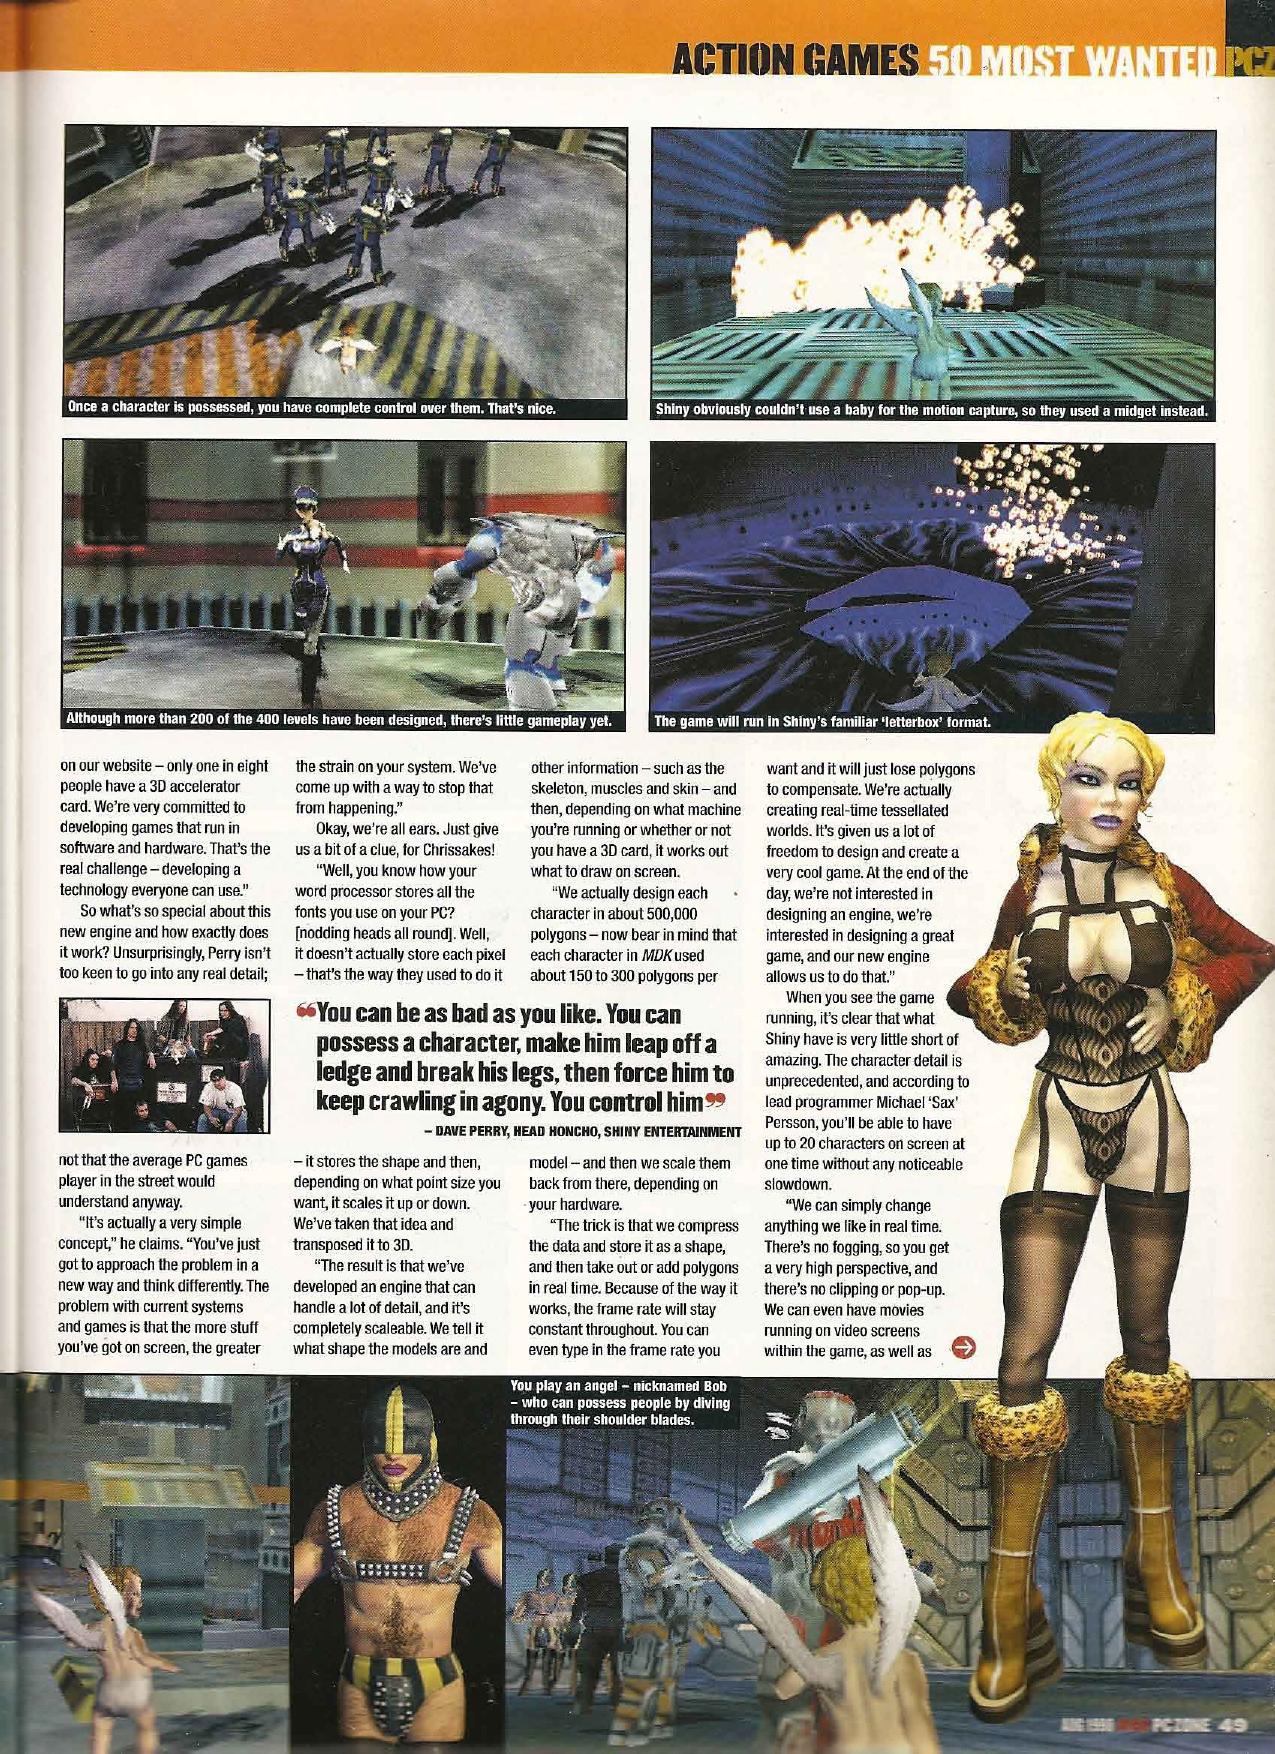 ACTION GAMES 50 MOST WANTED PCZ
Once a character is possessed, you have complete control over them. That's nice.
Shiny obviously couldn't use a baby for the motion capture, so they used a midget instead.
Although more than 200 of the 400 levels have been designed, there's little gameplay yet.
The game will run in Shiny's familiar 'letterbox' format.
on our website – only one in eight
people have a 3D accelerator
card. We're very committed to
developing games that run in
software and hardware. That's the
real challenge – developing a
technology everyone can use."
So what's so special about this
new engine and how exactly does
it work? Unsurprisingly, Perry isn't
too keen to go into any real detail;
not that the average PC games
player in the street would
understand anyway.
"It's actually a very simple
concept," he claims. "You've just
got to approach the problem in a
new way and think differently. The
problem with current systems
and games is that the more stuff
you've got on screen, the greater
the strain on your system. We've
come up with a way to stop that
from happening."
Okay, we're all ears. Just give
us a bit of a clue, for Chrissakes!
"Well, you know how your
word processor stores all the
fonts you use on your PC?
[nodding heads all round]. Well,
it doesn't actually store each pixel
– that's the way they used to do it
– it stores the shape and then,
depending on what point size you
want, it scales it up or down.
We've taken that idea and
transposed it to 3D.
"The result is that we've
developed an engine that can
handle a lot of detail, and it's
completely scaleable. We tell it
what shape the models are and
other information – such as the
skeleton, muscles and skin – and
then, depending on what machine
you're running or whether or not
you have a 3D card, it works out
what to draw on screen.
"We actually design each
character in about 500,000
polygons – now bear in mind that
each character in MDK used
about 150 to 300 polygons per
model – and then we scale them
back from there, depending on
your hardware.
"The trick is that we compress
the data and store it as a shape,
and then take out or add polygons
in real time. Because of the way it
works, the frame rate will stay
constant throughout. You can
even type in the frame rate you
want and it will just lose polygons
to compensate. We're actually
creating real-time tessellated
worlds. It's given us a lot of
freedom to design and create a
very cool game. At the end of the
day, we're not interested in
designing an engine, we're
interested in designing a great
game, and our new engine
allows us to do that."
When you see the game
running, it's clear that what
Shiny have is very little short of
amazing. The character detail is
unprecedented, and according to
lead programmer Michael 'Sax'
Persson, you'll be able to have
up to 20 characters on screen at
one time without any noticeable
slowdown.
"We can simply change
anything we like in real time.
There's no fogging, so you get
a very high perspective, and
there's no clipping or pop-up.
We can even have movies
running on video screens
within the game, as well as
"You can be as bad as you like. You can
possess a character, make him leap off a
ledge and break his legs, then force him to
keep crawling in agony. You control him"
– DAVE PERRY, HEAD HONCHO, SHINY ENTERTAINMENT
You play an angel – nicknamed Bob
– who can possess people by diving
through their shoulder blades.
PC ZONE 49